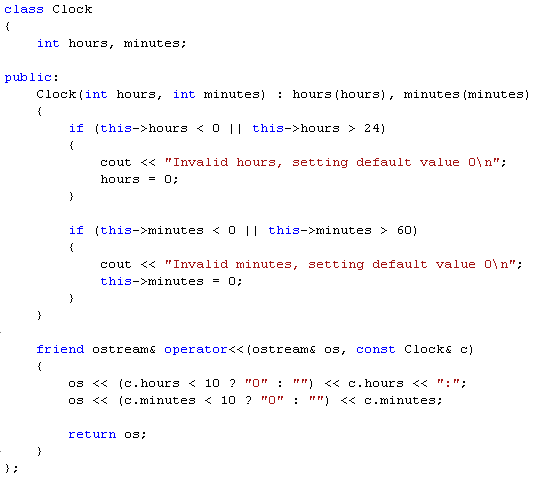 class Clock
{
    int hours, minutes;

public:
    Clock(int hours, int minutes) : hours(hours), minutes(minutes)
    {
        if (this->hours < 0 || this->hours > 24)
        {
            cout << "Invalid hours, setting default value 0\n";
            hours = 0;
        }

        if (this->minutes < 0 || this->minutes > 60)
        {
            cout << "Invalid minutes, setting default value 0\n";
            this->minutes = 0;
        }
    }

    friend ostream& operator<<(ostream& os, const Clock& c)
    {
        os << (c.hours < 10 ? "0" : "") << c.hours << ":";
        os << (c.minutes < 10 ? "0" : "") << c.minutes;

        return os;
    }
};